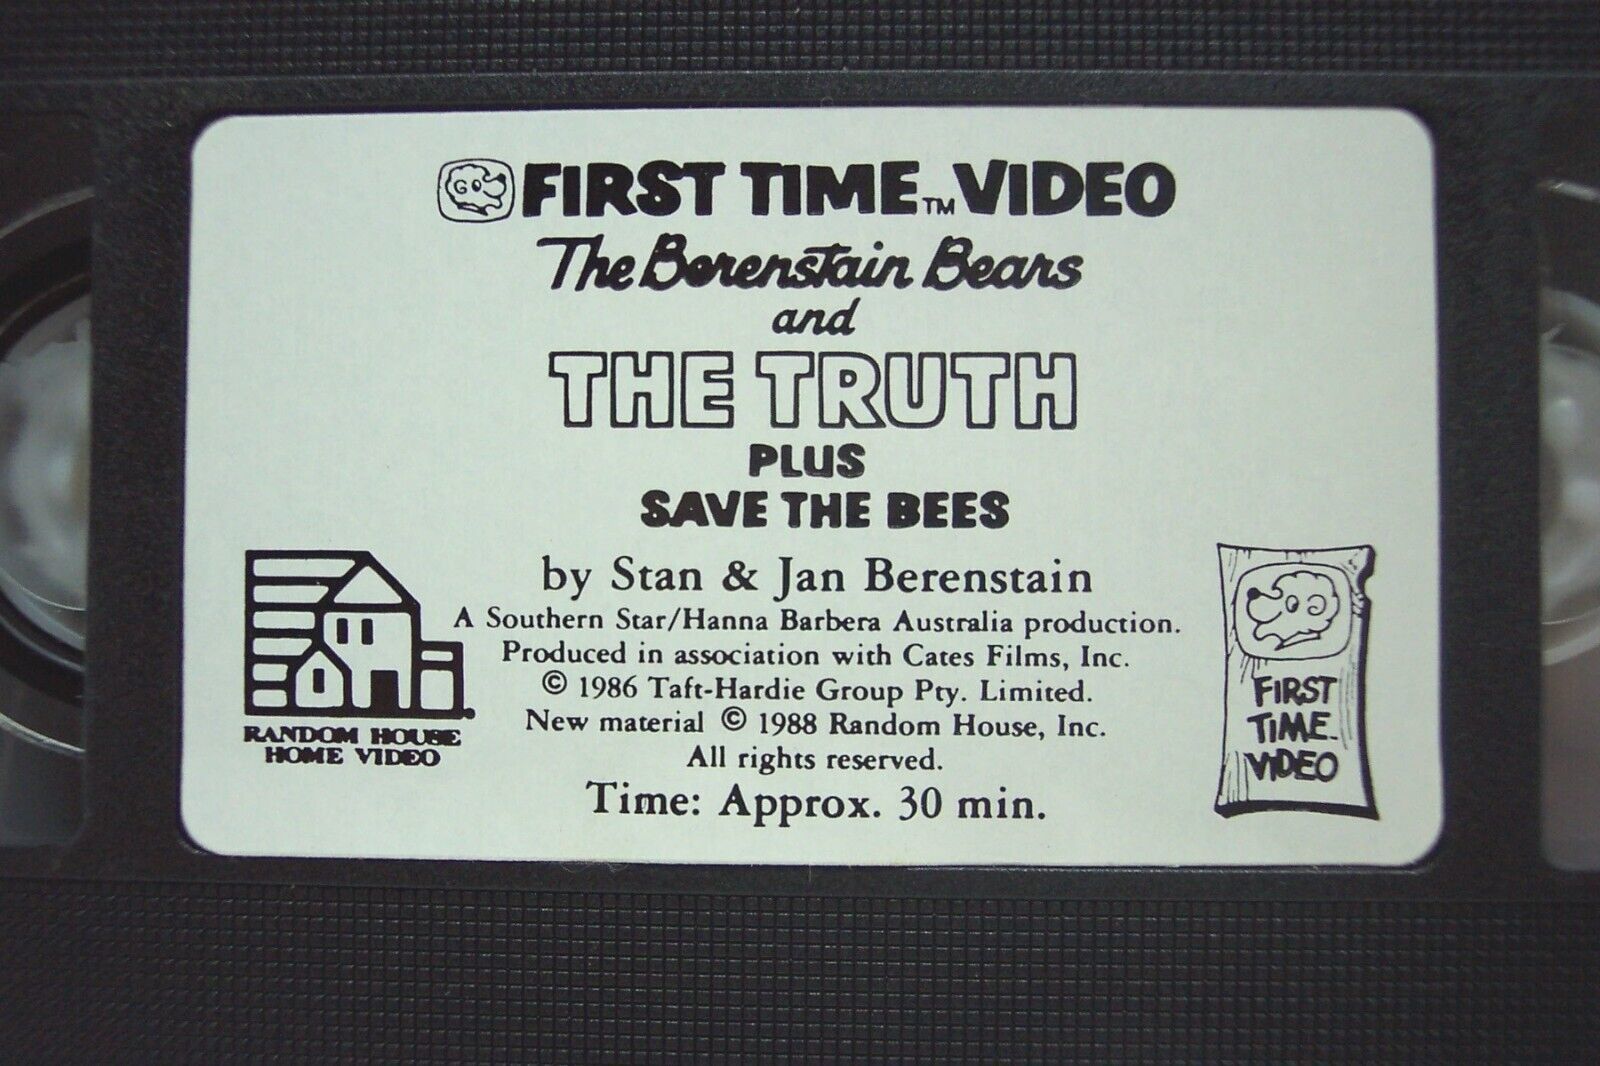 FIRST TIME™ VIDEO
The Berenstain Bears
and
THE TRUTH
PLUS
SAVE THE BEES
by Stan & Jan Berenstain
A Southern Star/Hanna Barbera Australia production.
Produced in association with Cates Films, Inc.
© 1986 Taft-Hardie Group Pty. Limited.
New material © 1988 Random House, Inc.
All rights reserved.
Time: Approx. 30 min.
RANDOM HOUSE
HOME VIDEO
FIRST
TIME
VIDEO